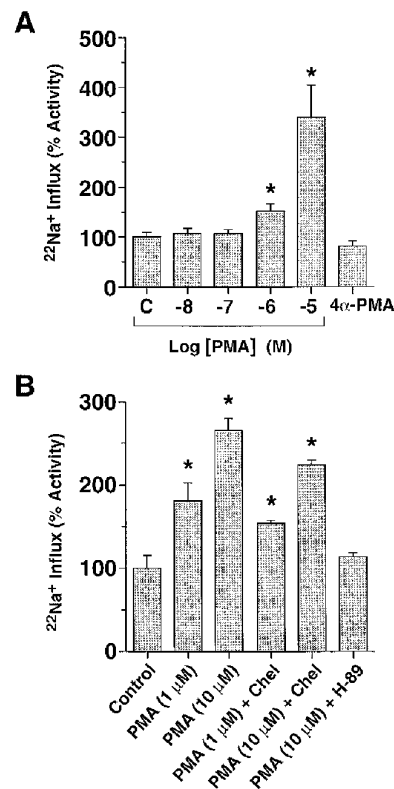 A
500
400
300
200
100
0
²²Na⁺ Influx (% Activity)
*
*
C -8 -7 -6 -5 4α-PMA
Log [PMA] (M)
B
300
200
100
0
²²Na⁺ Influx (% Activity)
*
*
*
*
Control
PMA (1 μM)
PMA (10 μM)
PMA (1 μM) + Chel
PMA (10 μM) + Chel
PMA (10 μM) + H-89